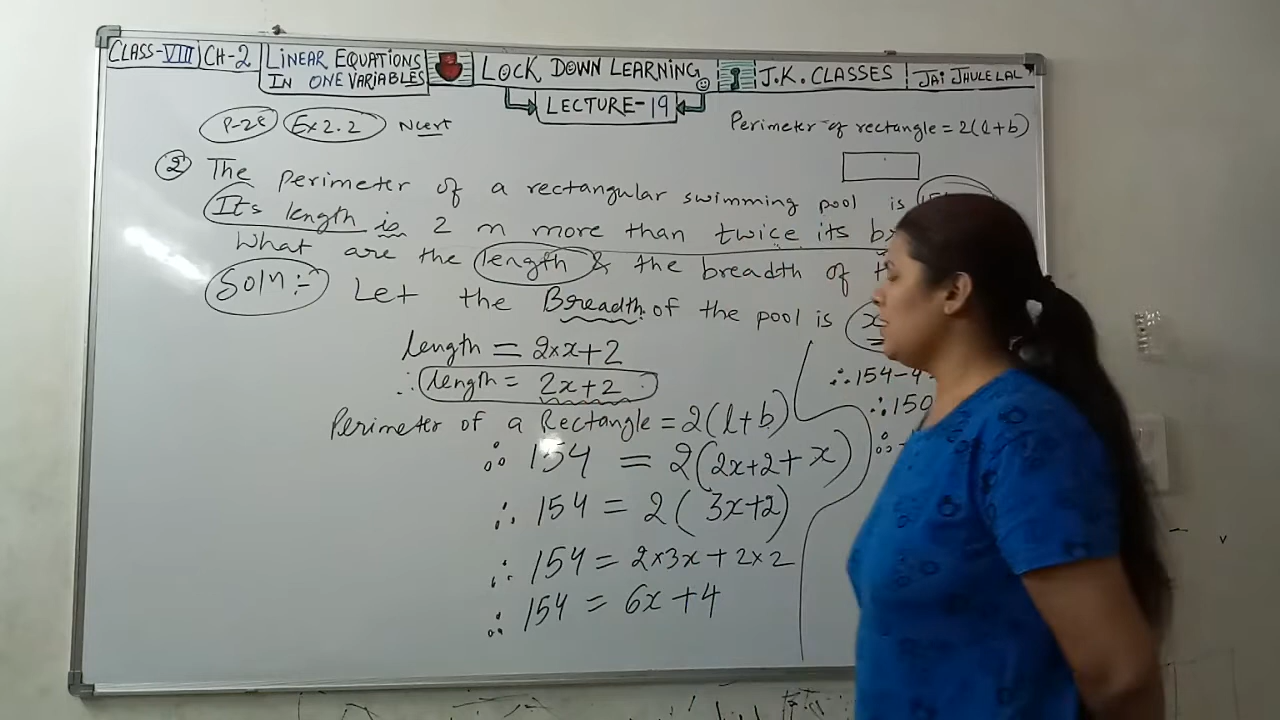 CLASS-VIII CH-2 LINEAR EQUATIONS IN ONE VARIABLES LOCK DOWN LEARNING J.K. CLASSES JAI JHULELAL
LECTURE-19
Ex 2.2 Ncert
Perimeter of rectangle = 2(l+b)
② The perimeter of a rectangular swimming pool is
Its length is 2 m more than twice its
What are the length & the breadth of
Soln:- Let the Breadth of the pool is x
length = 2×x+2
∴ length = 2x+2
Perimeter of a Rectangle = 2(l+b)
∴ 154 = 2(2x+2+x)
∴ 154 = 2(3x+2)
∴ 154 = 2×3x+2×2
∴ 154 = 6x+4
∴ 154-4
∴ 150
∴